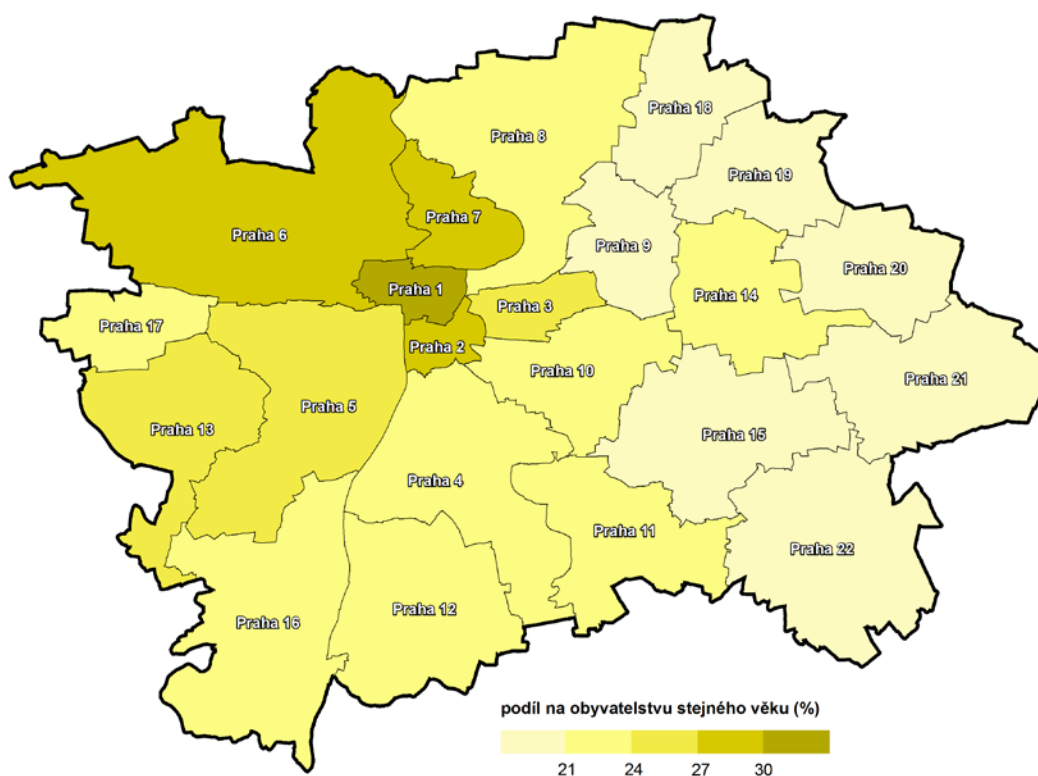 Praha 18
Praha 8
Praha 19
Praha 7
Praha 6
Praha 9
Praha 20
Praha 1
Praha 14
Praha 3
Praha 17
Praha 2
Praha 10
Praha 5
Praha 21
Praha 13
Praha 15
Praha 4
Praha 11
Praha 22
Praha 12
Praha 16
podíl na obyvatelstvu stejného věku (%)
21 24 27 30